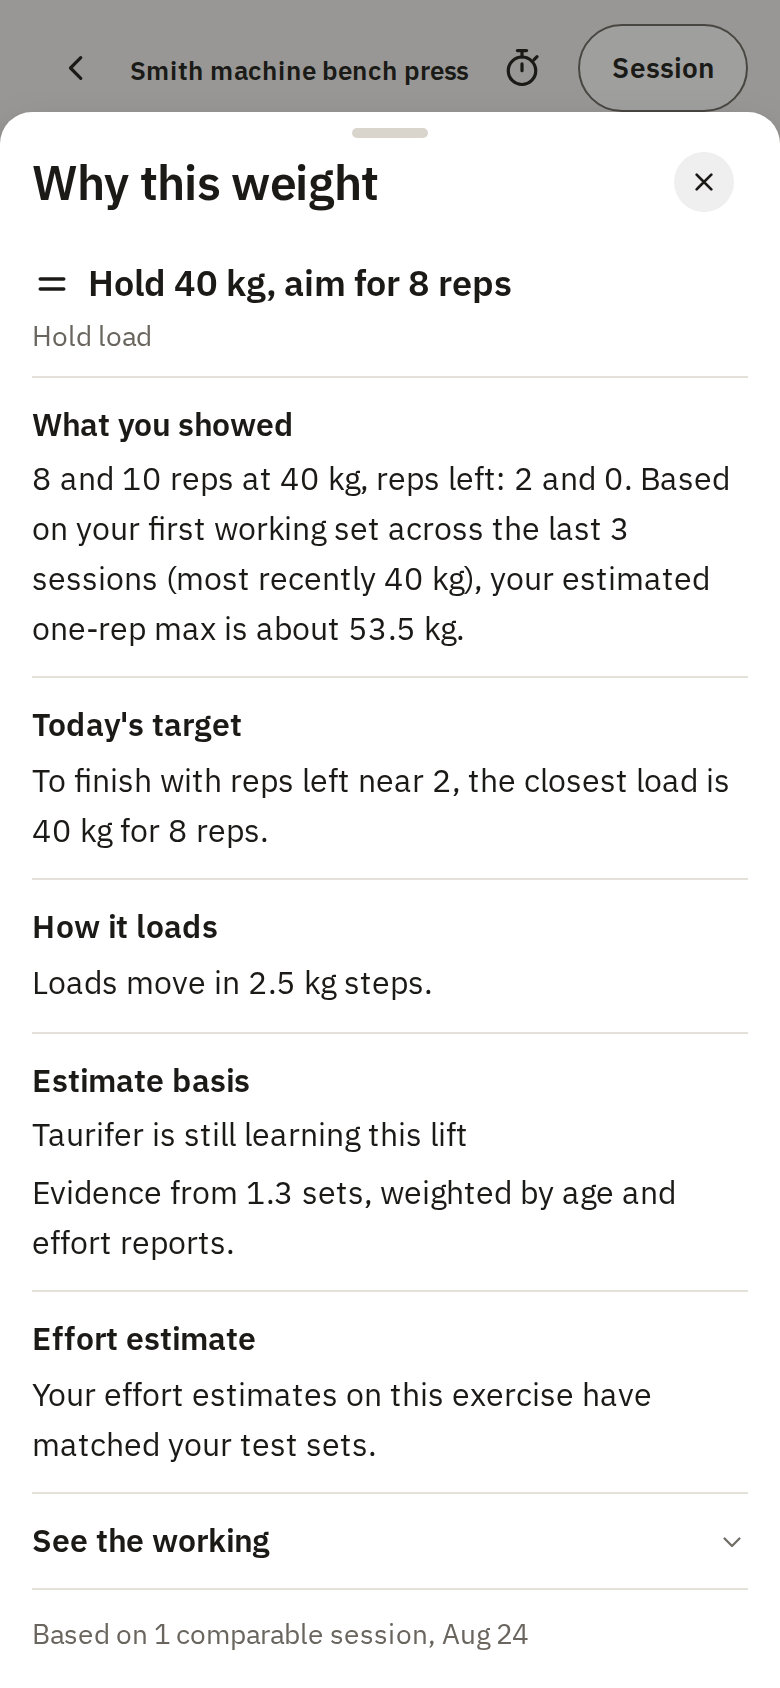 Smith machine bench press
Session
Why this weight
Hold 40 kg, aim for 8 reps
Hold load
What you showed
8 and 10 reps at 40 kg, reps left: 2 and 0. Based
on your first working set across the last 3
sessions (most recently 40 kg), your estimated
one-rep max is about 53.5 kg.
Today's target
To finish with reps left near 2, the closest load is
40 kg for 8 reps.
How it loads
Loads move in 2.5 kg steps.
Estimate basis
Taurifer is still learning this lift
Evidence from 1.3 sets, weighted by age and
effort reports.
Effort estimate
Your effort estimates on this exercise have
matched your test sets.
See the working
Based on 1 comparable session, Aug 24